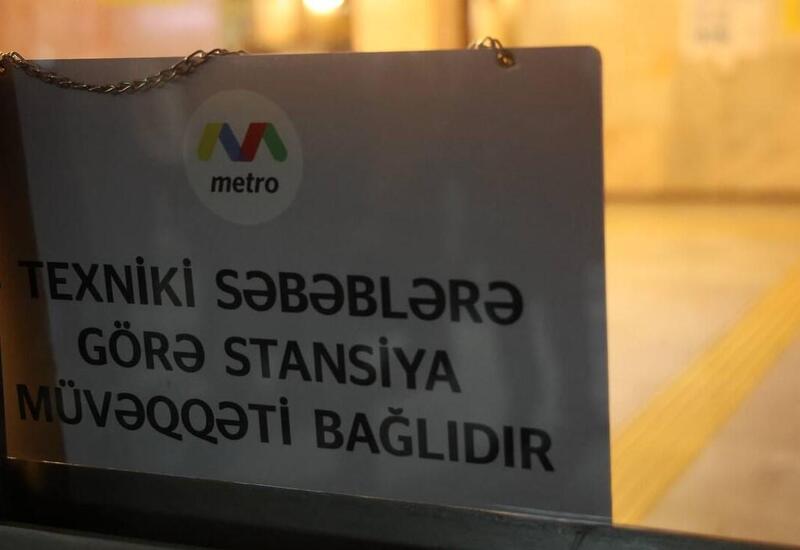 metro
TEXNİKİ SƏBƏBLƏRƏ
GÖRƏ STANSİYA
MÜVƏQQƏTİ BAĞLIDIR